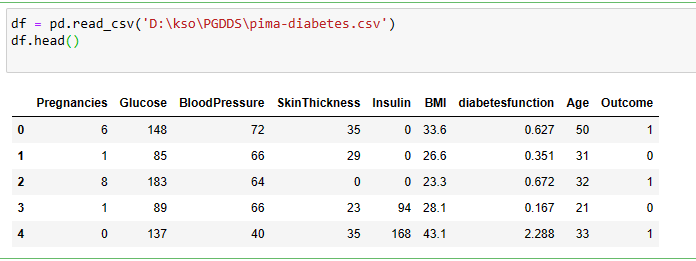 df = pd.read_csv('D:\kso\PGDDS\pima-diabetes.csv')
df.head()
Pregnancies Glucose BloodPressure SkinThickness Insulin BMI diabetesfunction Age Outcome
0 6 148 72 35 0 33.6 0.627 50 1
1 1 85 66 29 0 26.6 0.351 31 0
2 8 183 64 0 0 23.3 0.672 32 1
3 1 89 66 23 94 28.1 0.167 21 0
4 0 137 40 35 168 43.1 2.288 33 1